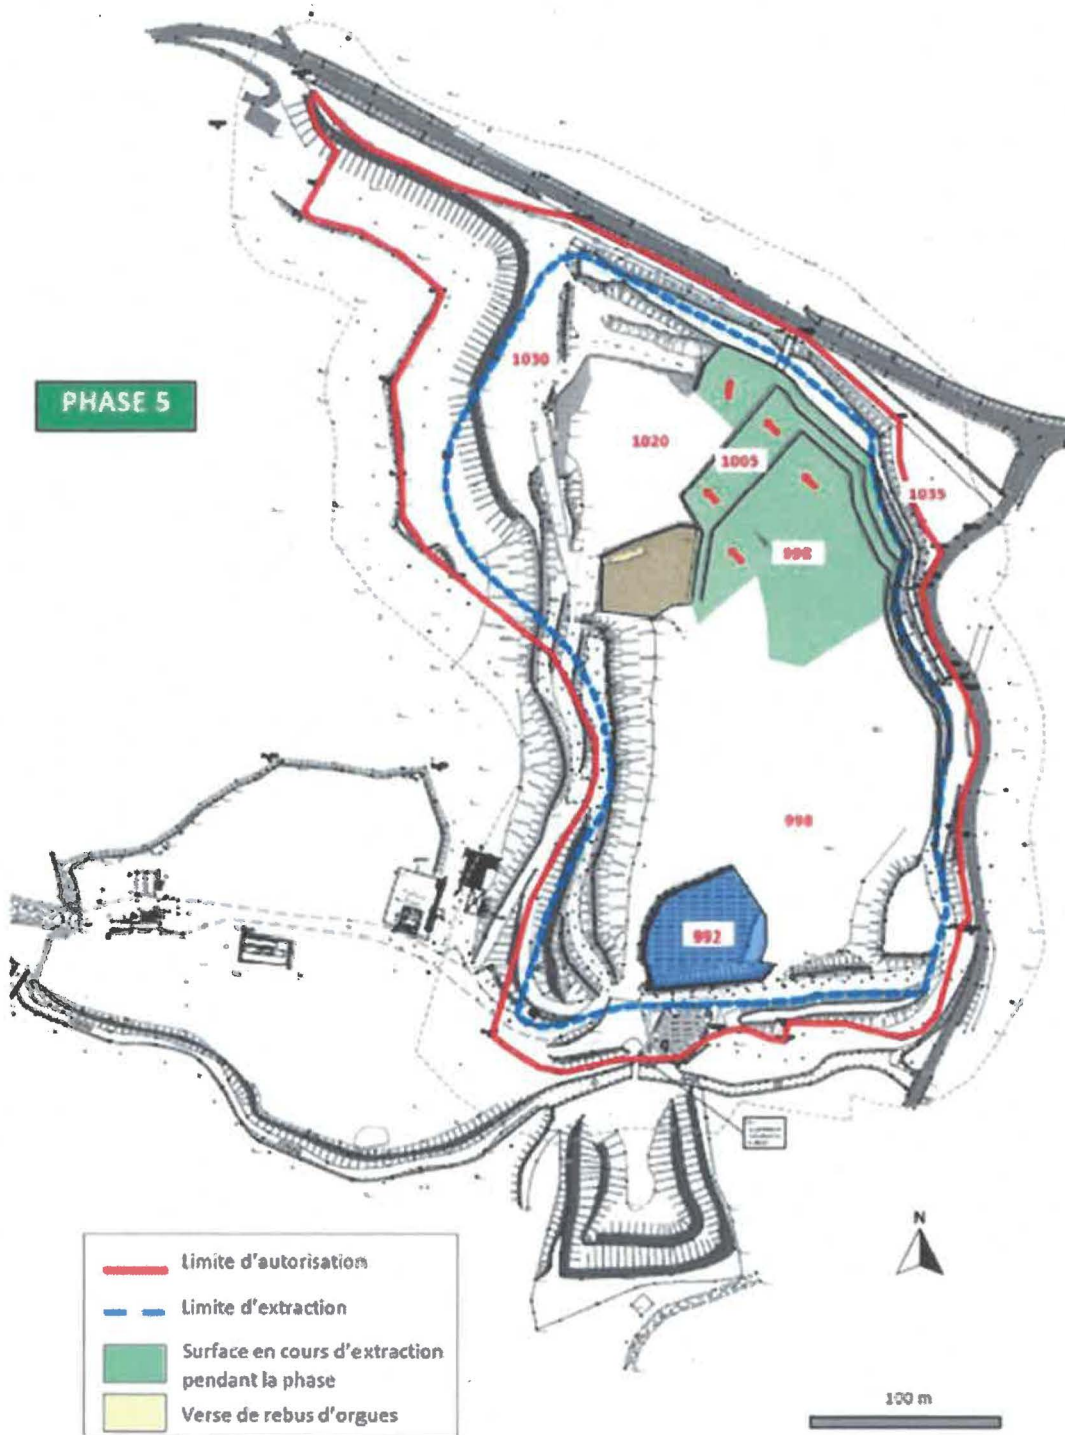 PHASE 5
1030
1020
1005
1035
998
998
992
N
Limite d'autorisation
Limite d'extraction
Surface en cours d'extraction
pendant la phase
Verse de rebus d'orgues
100 m